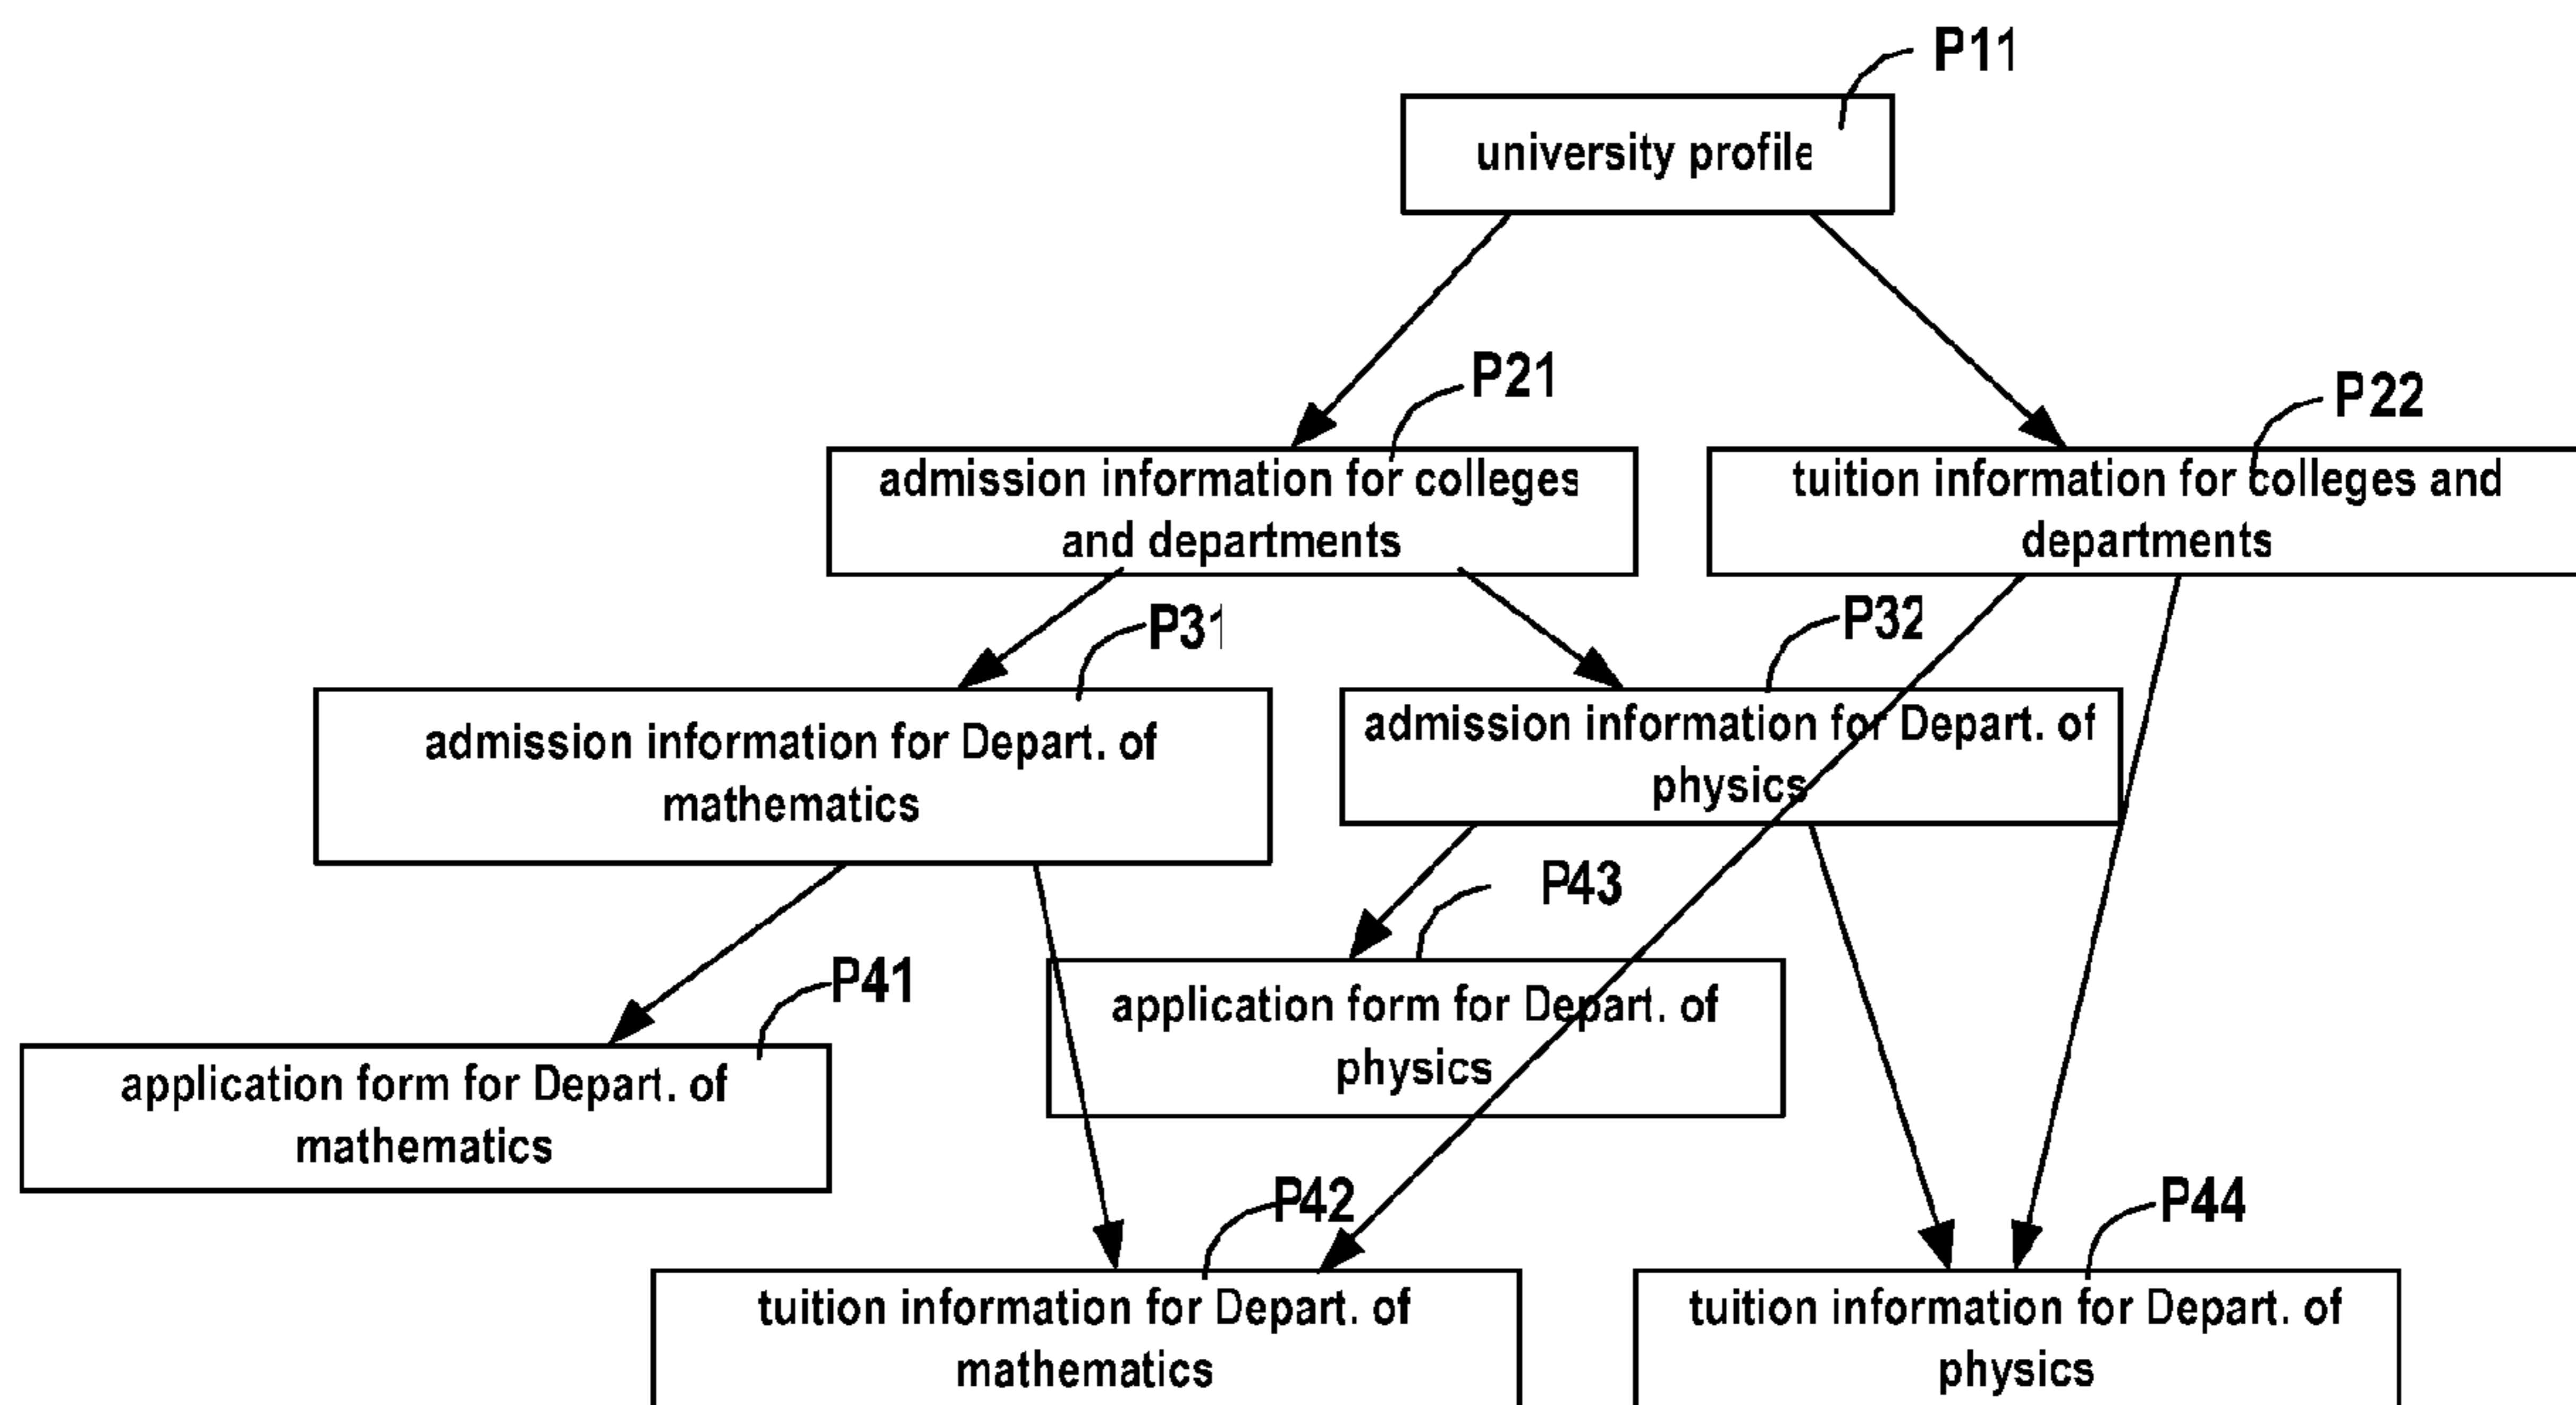 P11
university profile
P21
P22
admission information for colleges
and departments
tuition information for colleges and
departments
P31
P32
admission information for Depart. of
mathematics
admission information for Depart. of
physics
P43
P41
application form for Depart. of
physics
application form for Depart. of
mathematics
P42
P44
tuition information for Depart. of
mathematics
tuition information for Depart. of
physics